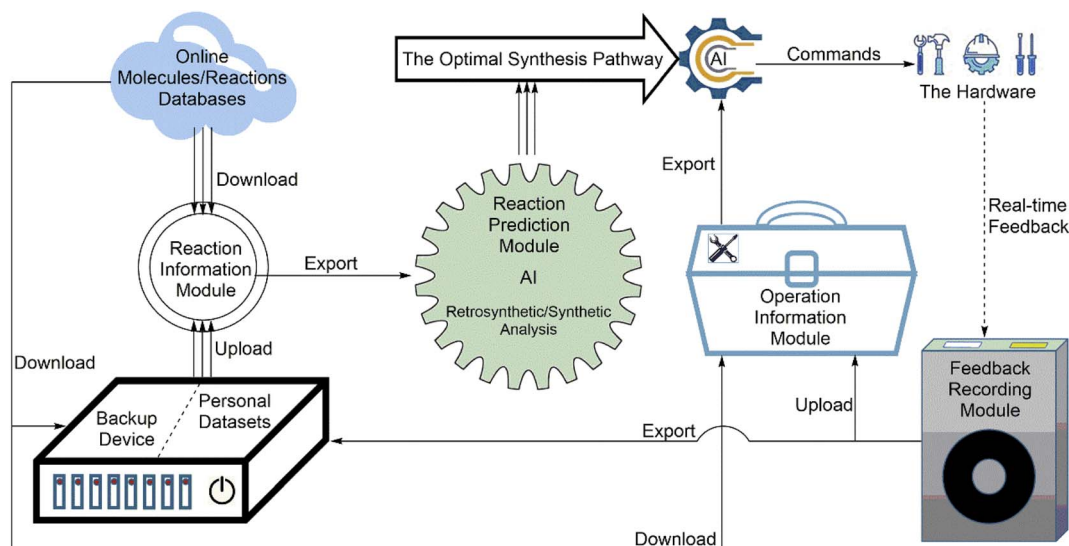 Online
Molecules/Reactions
Databases
The Optimal Synthesis Pathway
AI
Commands
The Hardware
Download
Export
Reaction
Prediction
Module
AI
Retrosynthetic/Synthetic
Analysis
Real-time
Feedback
Reaction
Information
Module
Export
Operation
Information
Module
Download
Upload
Backup
Device
Personal
Datasets
Feedback
Recording
Module
Upload
Export
Download